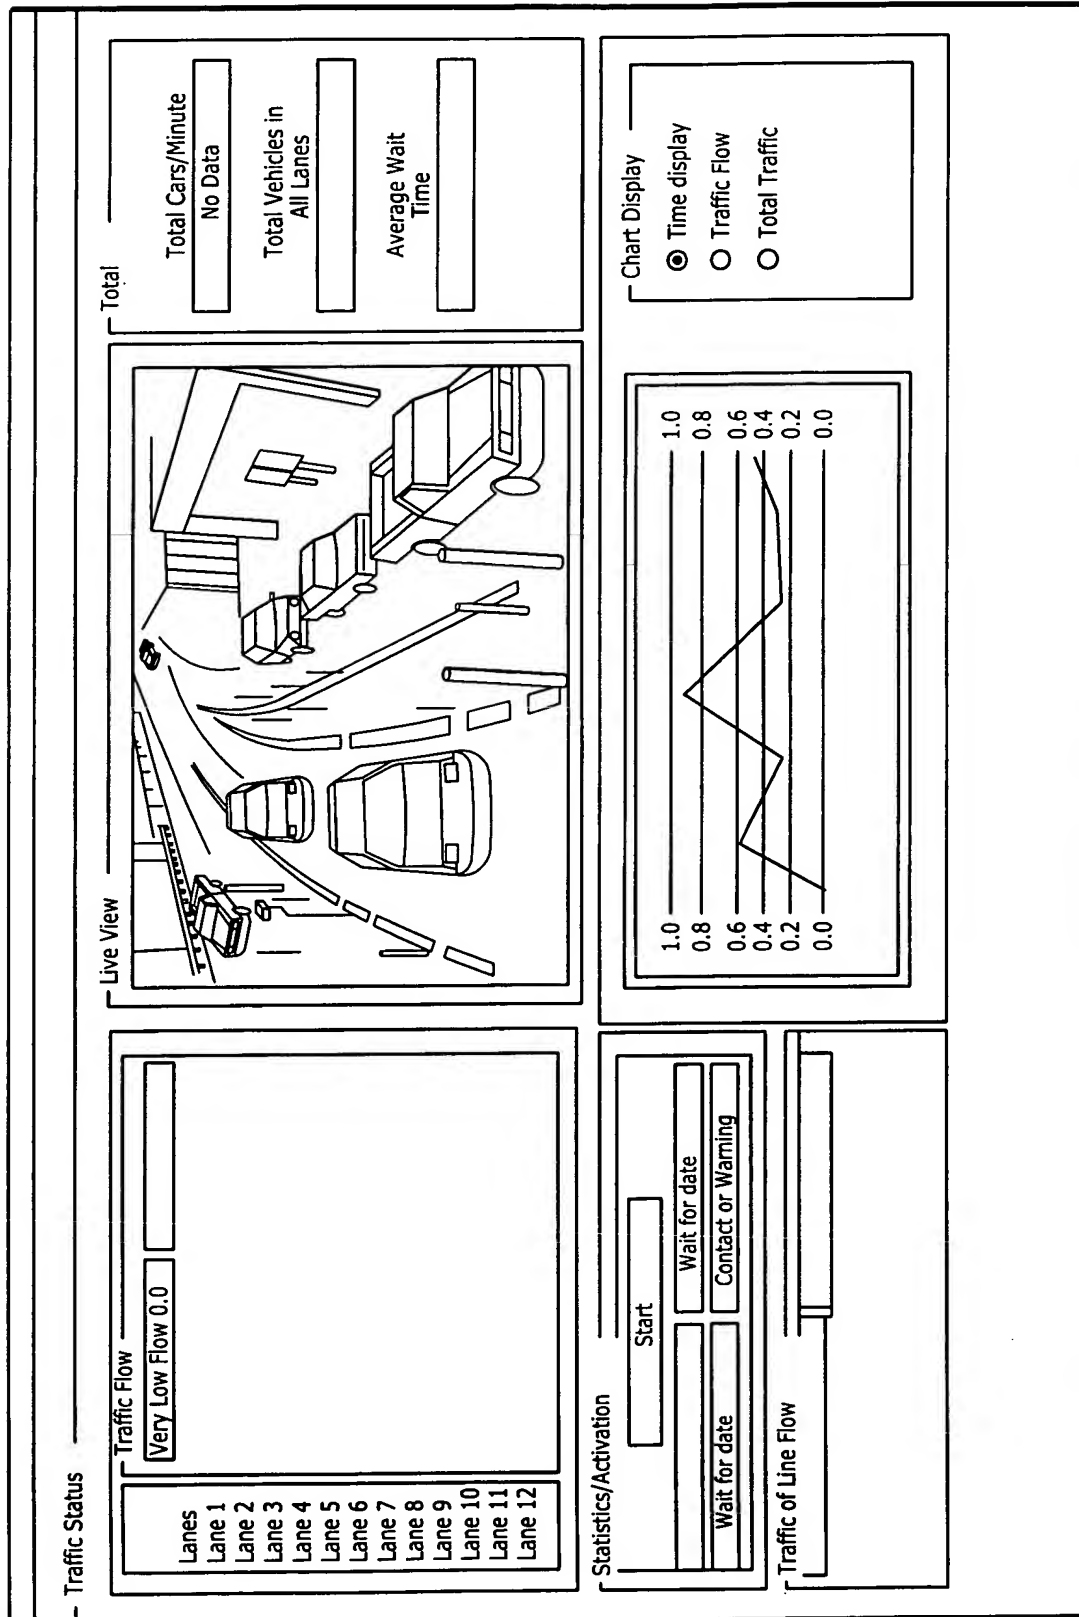 Traffic Status
Lanes
Lane 1
Lane 2
Lane 3
Lane 4
Lane 5
Lane 6
Lane 7
Lane 8
Lane 9
Lane 10
Lane 11
Lane 12
Traffic Flow
Very Low Flow 0.0
Live View
Total
Total Cars/Minute
No Data
Total Vehicles in
All Lanes
Average Wait
Time
Statistics/Activation
Start
Wait for date
Wait for date
Contact or Warning
Traffic of Line Flow
1.0 1.0
0.8 0.8
0.6 0.6
0.4 0.4
0.2 0.2
0.0 0.0
Chart Display
Time display
Traffic Flow
Total Traffic